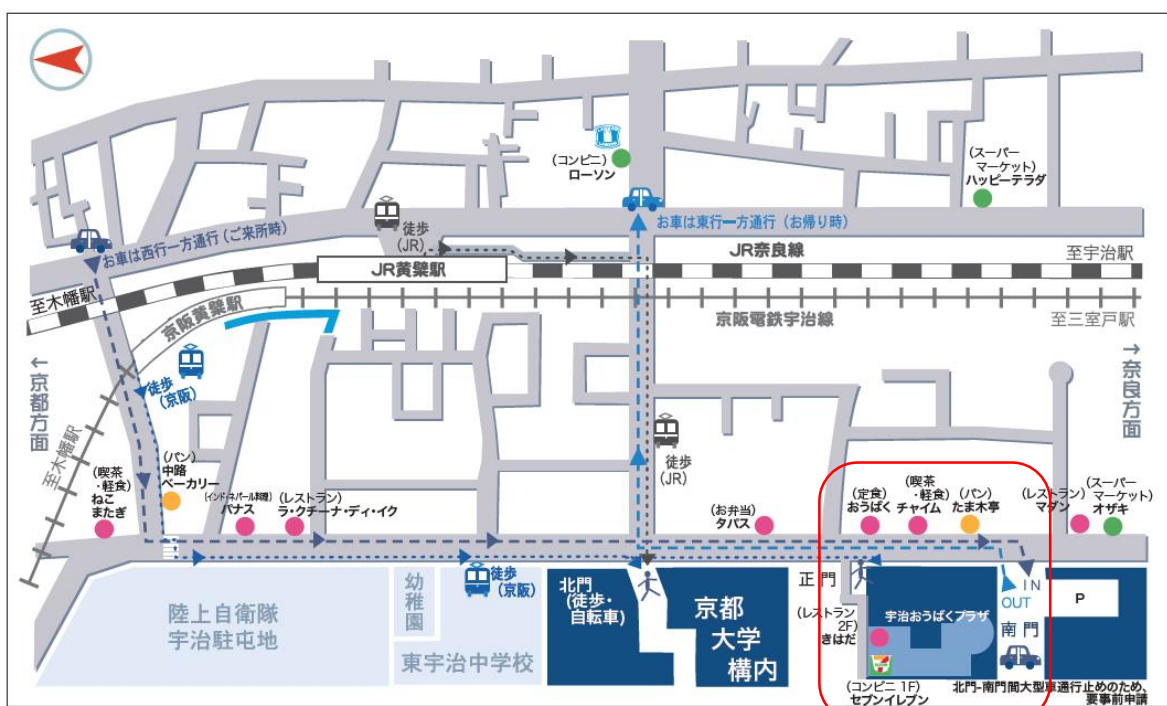 (コンビニ)
ローソン
(スーパー
マーケット)
ハッピーテラダ
お車は西行一方通行(ご来所時)
徒歩
(JR)
お車は東行一方通行(お帰り時)
JR奈良線
至宇治駅
JR黄檗駅
至木幡駅
京阪黄檗駅
京阪電鉄宇治線
至三室戸駅
←京都方面
→奈良方面
徒歩
(京阪)
至木幡駅
徒歩
(JR)
(喫茶
・軽食)
ねこ
またぎ
(パン)
中路
ベーカリー
(インド・ネパール料理)
パナス
(レストラン)
ラ・クチーナ・ディ・イク
(お弁当)
タパス
(定食)
おうばく
(喫茶
・軽食)
チャイム
(パン)
たま木亭
(レストラン)
マダン
(スーパー
マーケット)
オザキ
陸上自衛隊
宇治駐屯地
幼稚園
徒歩
(京阪)
東宇治中学校
北門
(徒歩・
自転車)
京都
大学
構内
正門
(レストラン
2F)
きはだ
宇治おうばくプラザ
IN
OUT
南門
P
(コンビニ 1F)
セブンイレブン
北門-南門間大型車通行止めのため、
要事前申請